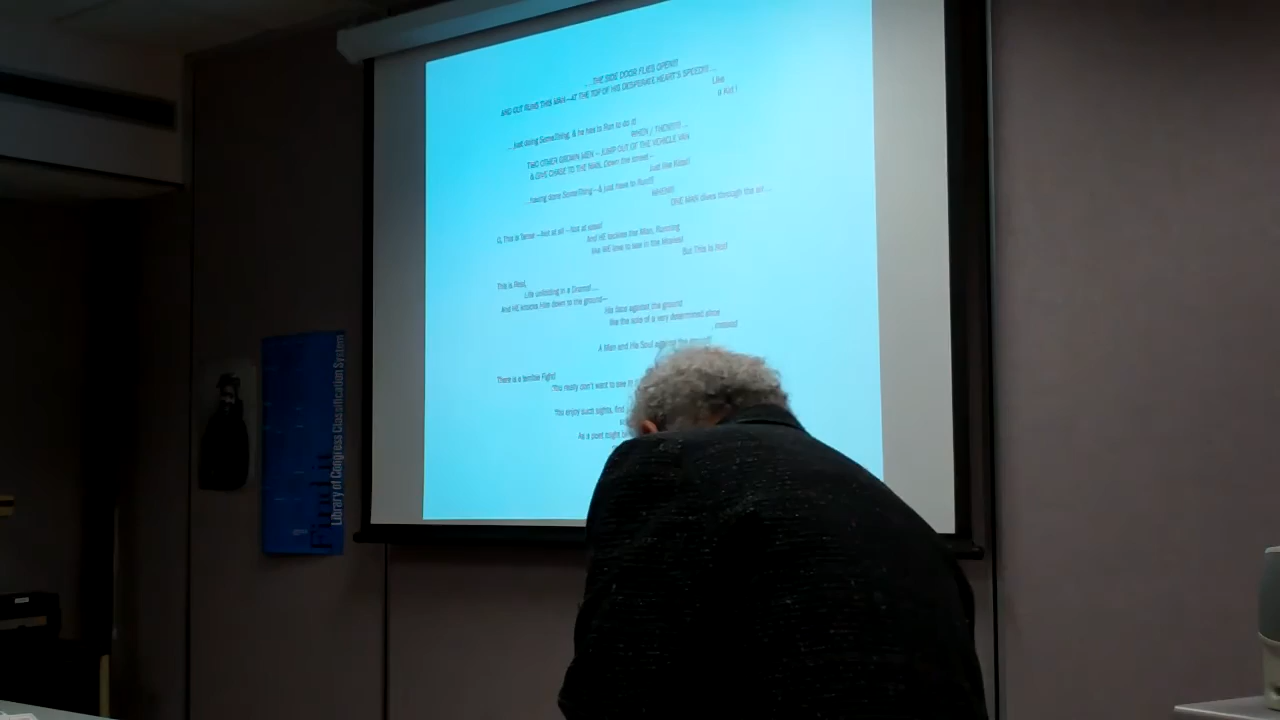 ...THE SIDE DOOR FLIES OPEN!!!
AND OUT RUNS THIS MAN—AT THE TOP OF HIS DESPERATE HEART'S SPEED!!! ...
Like
a Kid!
... just doing SomeThing, & he has to Run to do it!
WHEN / TWO!!! ...
TWO OTHER GROWN MEN – JUMP OUT OF THE VEHICLE VAN
& GIVE CHASE TO THE MAN, Down the street –
Just like Kids!!
... having done SomeThing—& just have to Run!!
WHEN!!!
ONE MAN dives through the air ...
O, This is Tense —Not at all – Not at ease!
And HE tackles the Man, Running
like WE love to see in the Movies!
But This is Not!
This is Real,
Life unfolding in a Drama! ...
And HE knocks Him down to the ground—
His face against the ground
like the sole of a very determined shoe
, instead!
A Man and His Soul against the ground!
There is a terrible Fight!
You really don't want to see it!
You enjoy such sights, find
As a poet might
Library of Congress Classification System
Find it